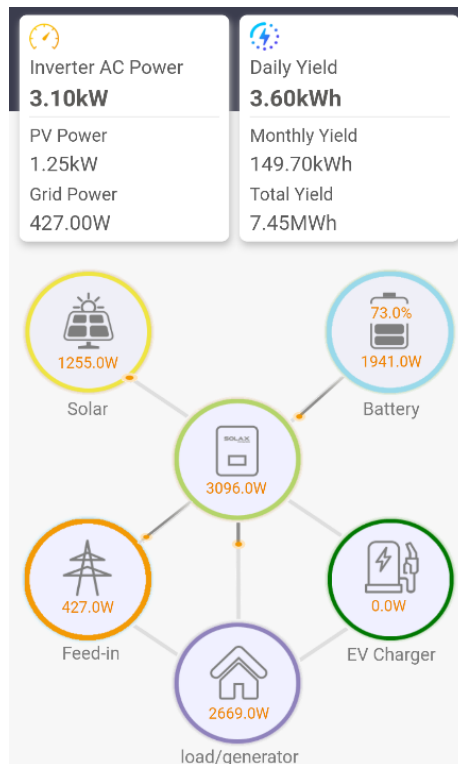 Inverter AC Power
3.10kW
PV Power
1.25kW
Grid Power
427.00W
Daily Yield
3.60kWh
Monthly Yield
149.70kWh
Total Yield
7.45MWh
1255.0W
Solar
73.0%
1941.0W
Battery
SOLAX
3096.0W
427.0W
Feed-in
0.0W
EV Charger
2669.0W
load/generator